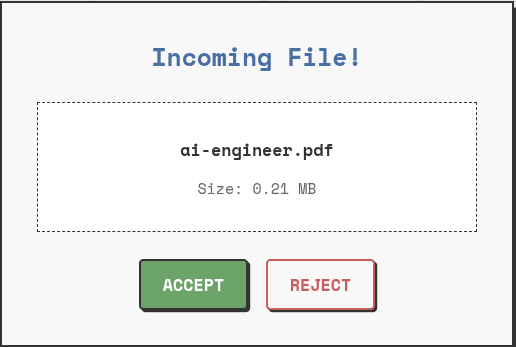 Incoming File!
ai-engineer.pdf
Size: 0.21 MB
ACCEPT
REJECT